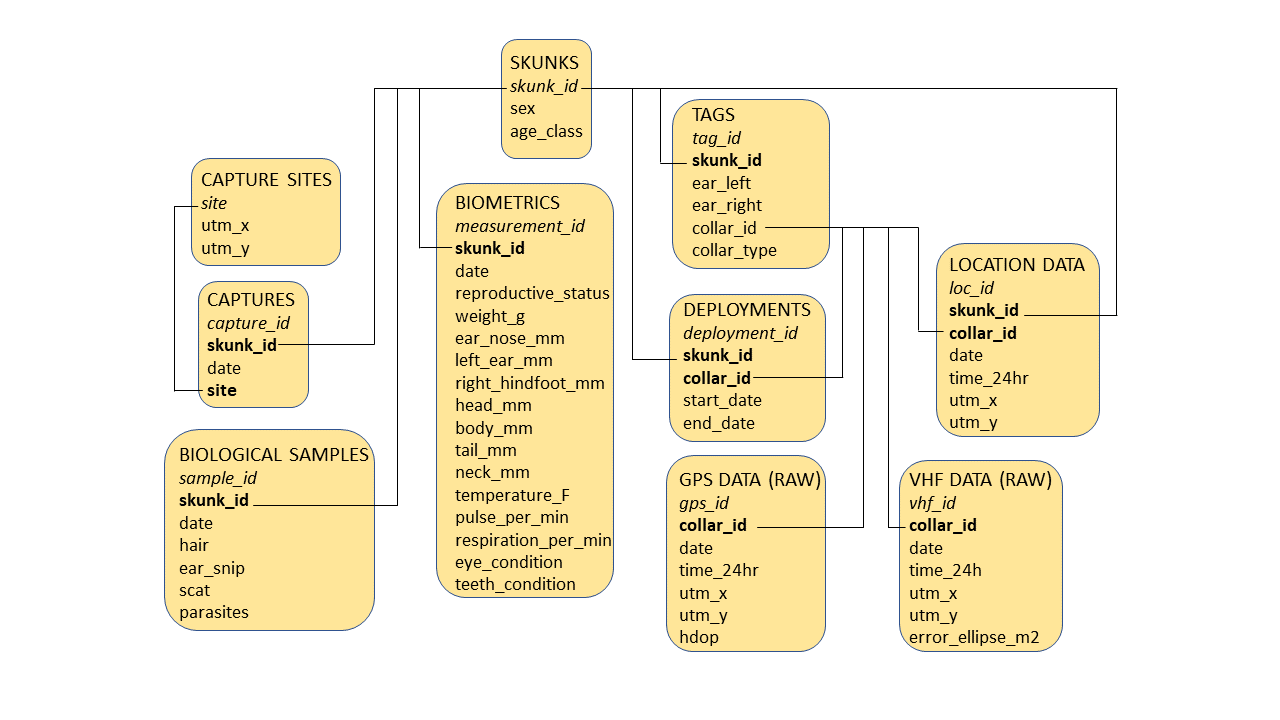 SKUNKS
skunk_id
sex
age_class
CAPTURE SITES
site
utm_x
utm_y
CAPTURES
capture_id
skunk_id
date
site
BIOLOGICAL SAMPLES
sample_id
skunk_id
date
hair
ear_snip
scat
parasites
BIOMETRICS
measurement_id
skunk_id
date
reproductive_status
weight_g
ear_nose_mm
left_ear_mm
right_hindfoot_mm
head_mm
body_mm
tail_mm
neck_mm
temperature_F
pulse_per_min
respiration_per_min
eye_condition
teeth_condition
TAGS
tag_id
skunk_id
ear_left
ear_right
collar_id
collar_type
DEPLOYMENTS
deployment_id
skunk_id
collar_id
start_date
end_date
GPS DATA (RAW)
gps_id
collar_id
date
time_24hr
utm_x
utm_y
hdop
LOCATION DATA
loc_id
skunk_id
collar_id
date
time_24hr
utm_x
utm_y
VHF DATA (RAW)
vhf_id
collar_id
date
time_24h
utm_x
utm_y
error_ellipse_m2